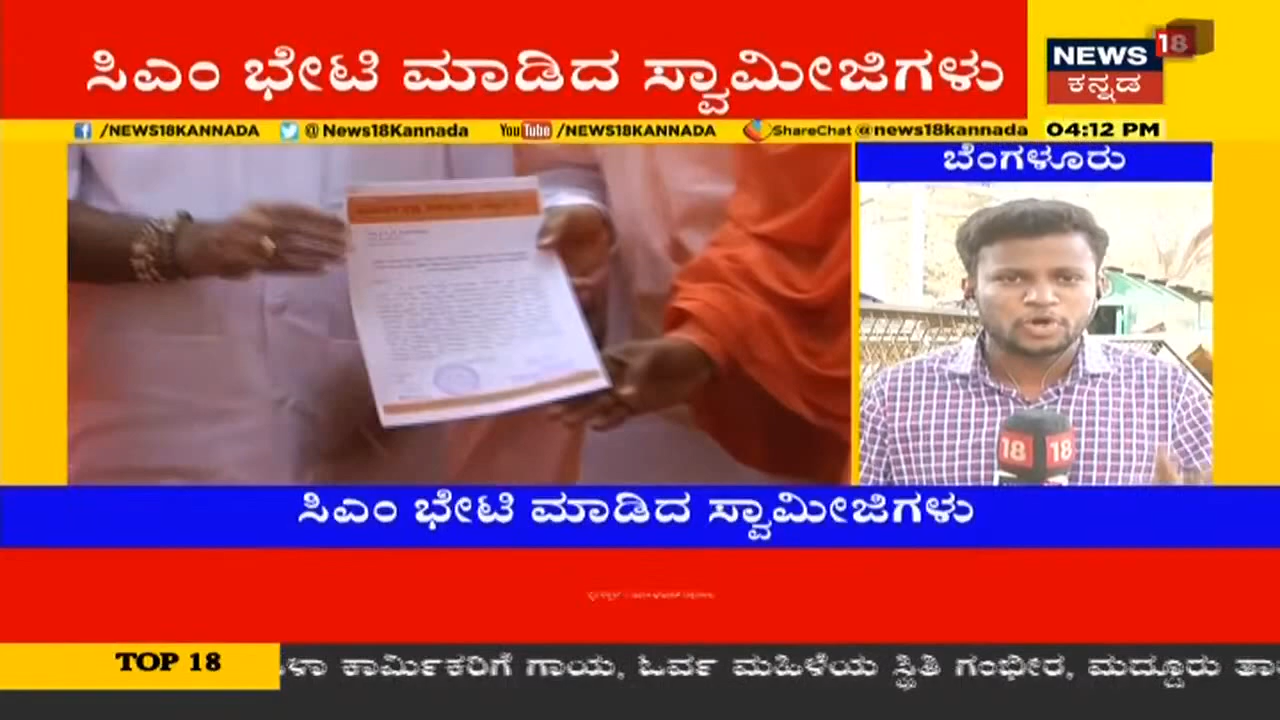 ಸಿಎಂ ಭೇಟಿ ಮಾಡಿದ ಸ್ವಾಮೀಜಿಗಳು
NEWS 18
ಕನ್ನಡ
/NEWS18KANNADA @News18Kannada YouTube /NEWS18KANNADA ShareChat @news18kannada 04:12 PM
ಬೆಂಗಳೂರು
18 18
ಸಿಎಂ ಭೇಟಿ ಮಾಡಿದ ಸ್ವಾಮೀಜಿಗಳು
TOP 18 ಕಾರ್ಮಿಕರಿಗೆ ಗಾಯ, ಓರ್ವ ಮಹಿಳೆಯ ಸ್ಥಿತಿ ಗಂಭೀರ, ಮದ್ದೂರು